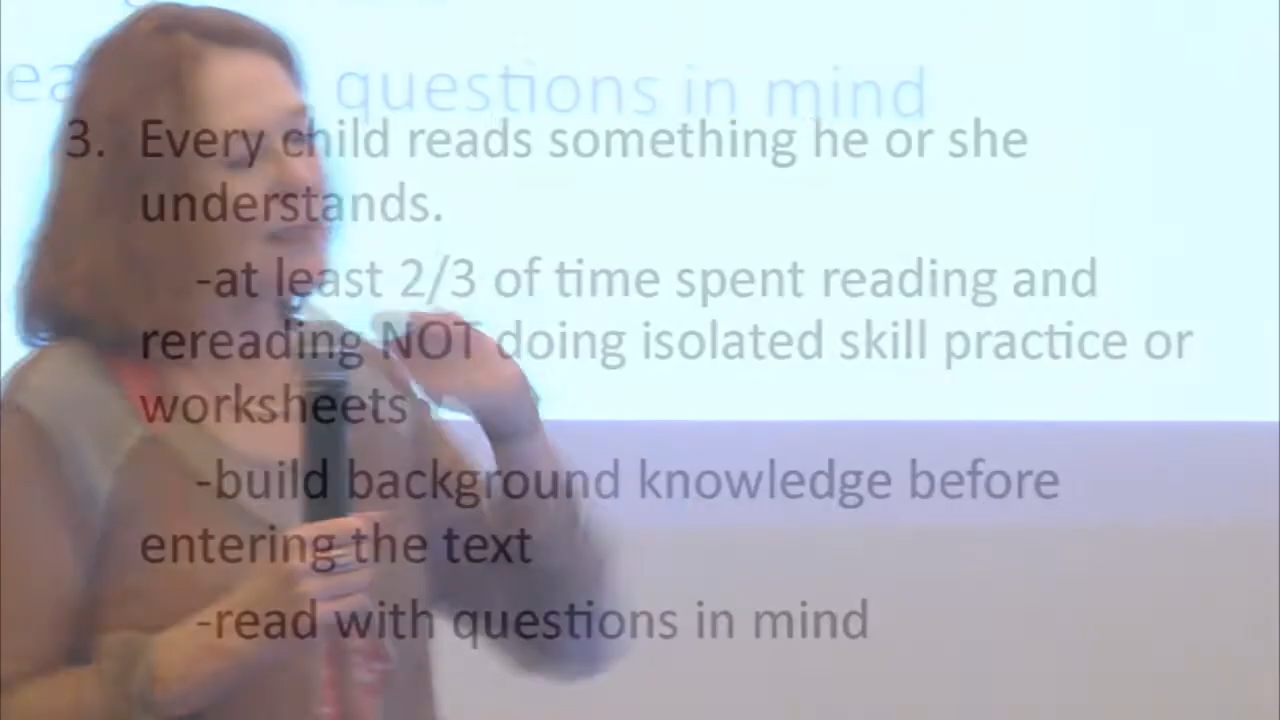 questions in mind
3. Every child reads something he or she
understands.
-at least 2/3 of time spent reading and
rereading NOT doing isolated skill practice or
worksheets
-build background knowledge before
entering the text
-read with questions in mind